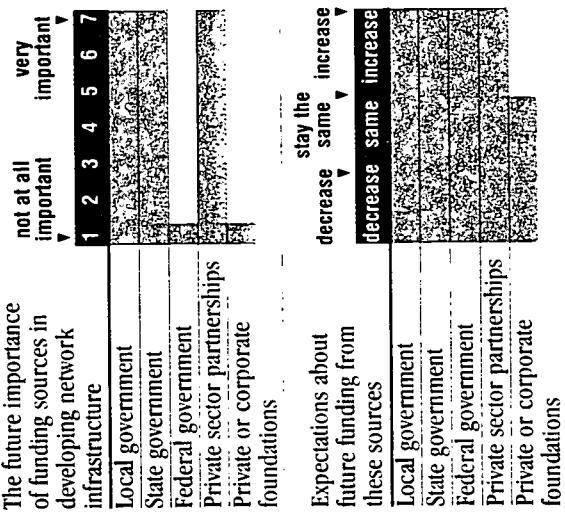 The future importance
of funding sources in
developing network
infrastructure
not at all
important
very
important
1 2 3 4 5 6 7
Local government
State government
Federal government
Private sector partnerships
Private or corporate
foundations
Expectations about
future funding from
these sources
decrease
stay the
same
increase
decrease same increase
Local government
State government
Federal government
Private sector partnerships
Private or corporate
foundations